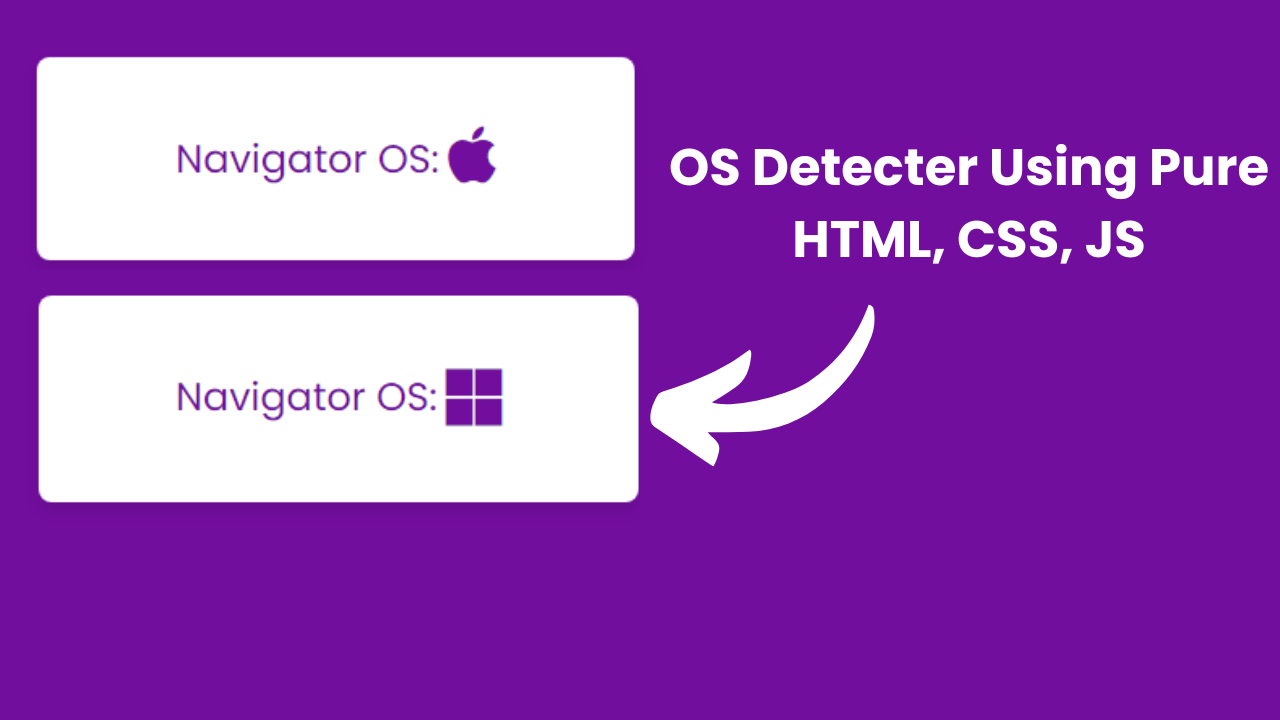 Navigator OS:
OS Detecter Using Pure
HTML, CSS, JS
Navigator OS: